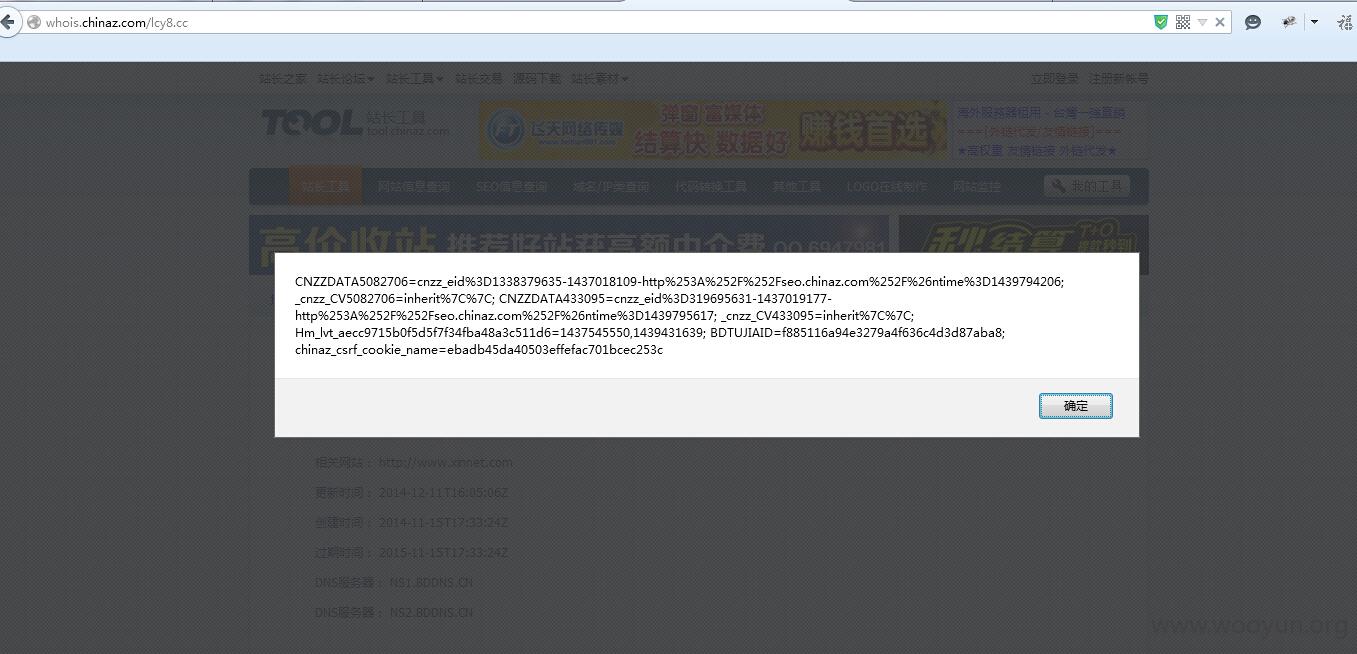 whois.chinaz.com/lcy8.cc
站长之家 站长论坛 站长工具 站长交易 源码下载 站长素材 立即登录 注册新帐号
TOOL 站长工具
tool.chinaz.com
飞天网络传媒
弹窗 富媒体
结算快 数据好
赚钱首选
海外服務器租用 - 台灣一強直銷
===[外链代发/友情链接]===
★高权重 友情链接 外链代发★
站长工具 网站信息查询 SEO信息查询 域名/IP类查询 代码转换工具 其他工具 LOGO在线制作 网站监控 我的工具
高价收站 推荐好站获高额中介费 QQ 6947981
秒结算 T+0
CNZZDATA5082706=cnzz_eid%3D1338379635-1437018109-http%253A%252F%252Fseo.chinaz.com%252F%26ntime%3D1439794206;
_cnzz_CV5082706=inherit%7C%7C; CNZZDATA433095=cnzz_eid%3D319695631-1437019177-
http%253A%252F%252Fseo.chinaz.com%252F%26ntime%3D1439795617; _cnzz_CV433095=inherit%7C%7C;
Hm_lvt_aecc9715b0f5d5f7f34fba48a3c511d6=1437545550,1439431639; BDTUJIAID=f885116a94e3279a4f636c4d3d87aba8;
chinaz_csrf_cookie_name=ebadb45da40503effefac701bcec253c
确定
相关网站： http://www.xinnet.com
更新时间： 2014-12-11T16:05:06Z
创建时间： 2014-11-15T17:33:24Z
过期时间： 2015-11-15T17:33:24Z
DNS服务器： NS1.8DDNS.CN
DNS服务器： NS2.8DDNS.CN
www.wooyun.org